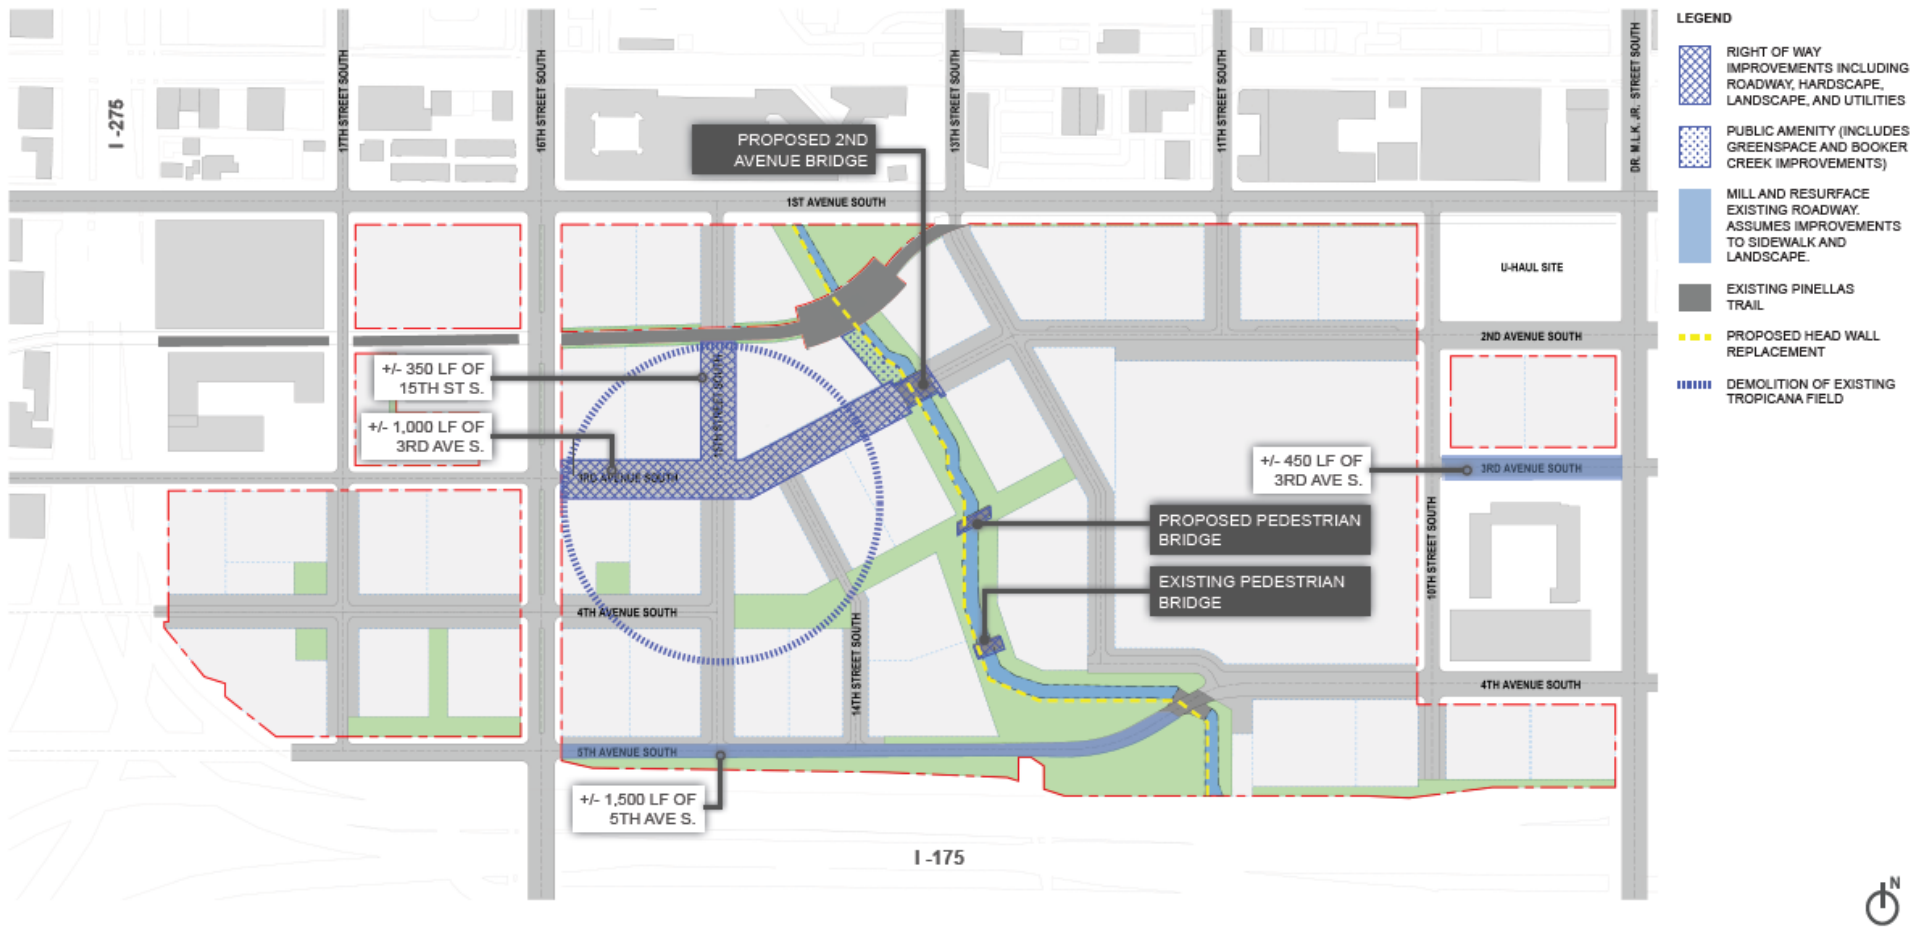 I -275
17TH STREET SOUTH
16TH STREET SOUTH
13TH STREET SOUTH
11TH STREET SOUTH
DR. M.L.K. JR. STREET SOUTH
PROPOSED 2ND
AVENUE BRIDGE
1ST AVENUE SOUTH
U-HAUL SITE
2ND AVENUE SOUTH
+/- 350 LF OF
15TH ST S.
15TH STREET SOUTH
+/- 1,000 LF OF
3RD AVE S.
3RD AVENUE SOUTH
+/- 450 LF OF
3RD AVE S.
3RD AVENUE SOUTH
PROPOSED PEDESTRIAN
BRIDGE
10TH STREET SOUTH
EXISTING PEDESTRIAN
BRIDGE
4TH AVENUE SOUTH
14TH STREET SOUTH
4TH AVENUE SOUTH
5TH AVENUE SOUTH
+/- 1,500 LF OF
5TH AVE S.
I -175
LEGEND
RIGHT OF WAY
IMPROVEMENTS INCLUDING
ROADWAY, HARDSCAPE,
LANDSCAPE, AND UTILITIES
PUBLIC AMENITY (INCLUDES
GREENSPACE AND BOOKER
CREEK IMPROVEMENTS)
MILL AND RESURFACE
EXISTING ROADWAY.
ASSUMES IMPROVEMENTS
TO SIDEWALK AND
LANDSCAPE.
EXISTING PINELLAS
TRAIL
PROPOSED HEAD WALL
REPLACEMENT
DEMOLITION OF EXISTING
TROPICANA FIELD
N